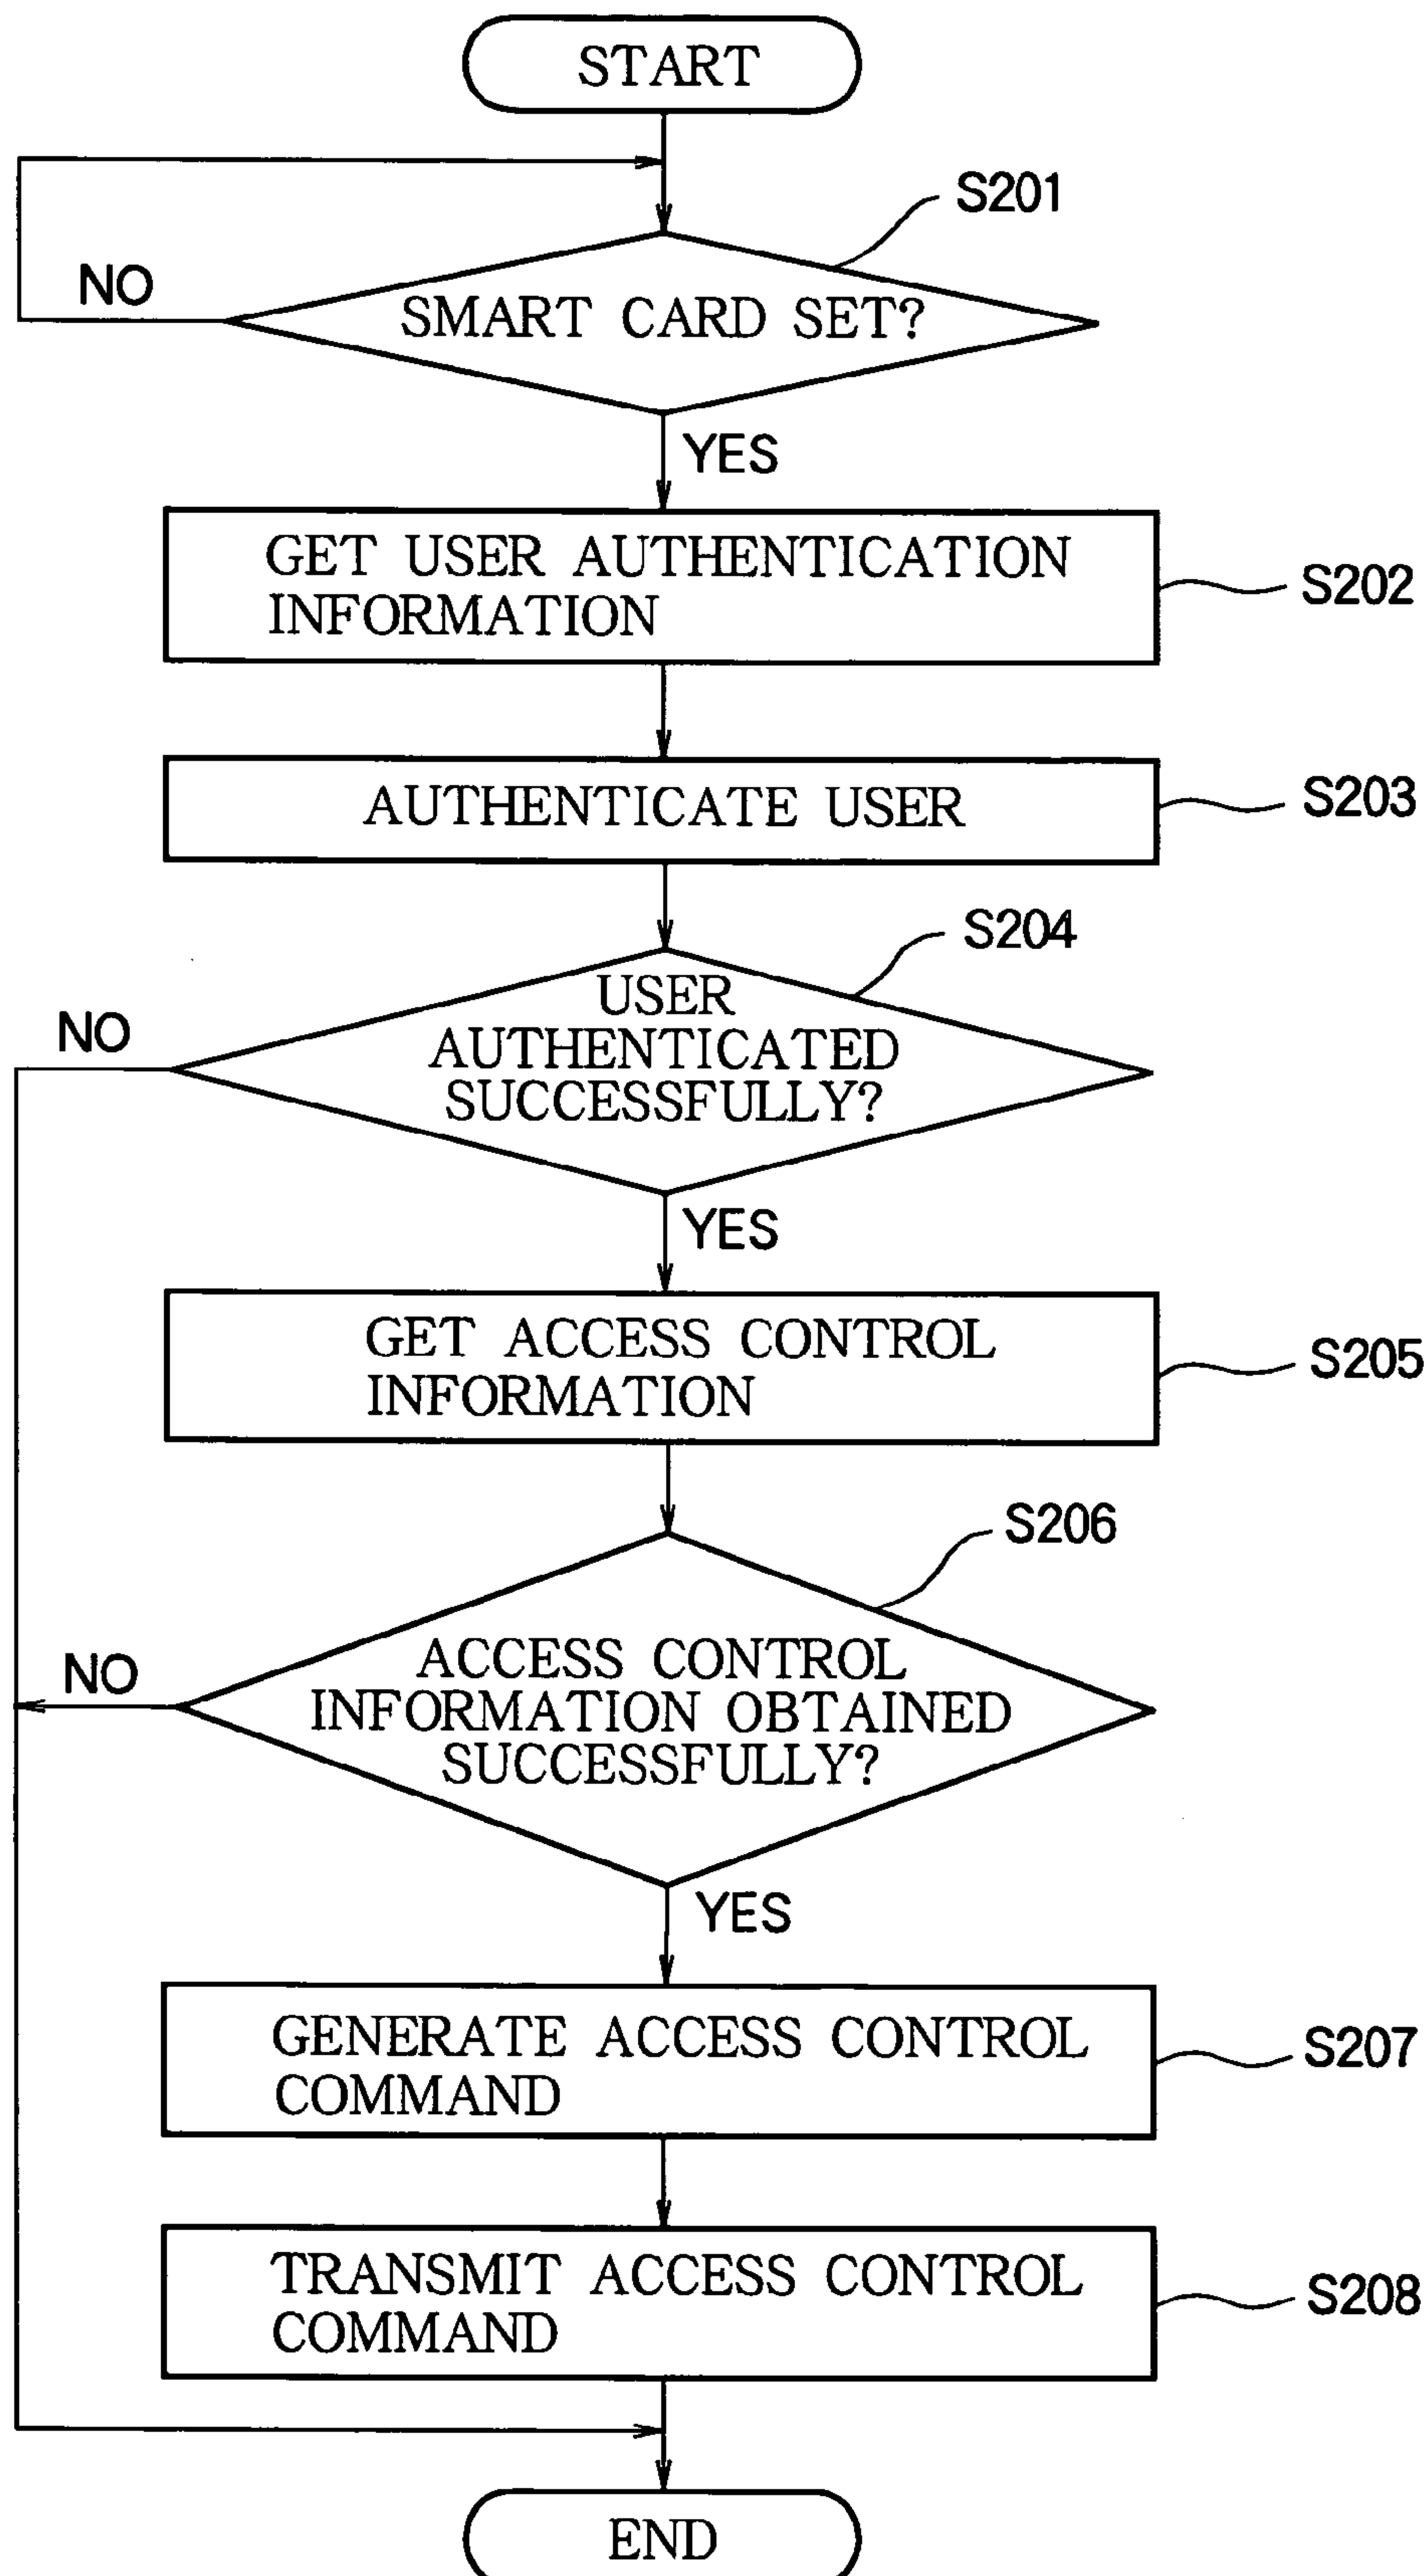 START
S201
NO
SMART CARD SET?
YES
GET USER AUTHENTICATION
INFORMATION
S202
AUTHENTICATE USER
S203
S204
NO
USER
AUTHENTICATED
SUCCESSFULLY?
YES
GET ACCESS CONTROL
INFORMATION
S205
S206
NO
ACCESS CONTROL
INFORMATION OBTAINED
SUCCESSFULLY?
YES
GENERATE ACCESS CONTROL
COMMAND
S207
TRANSMIT ACCESS CONTROL
COMMAND
S208
END